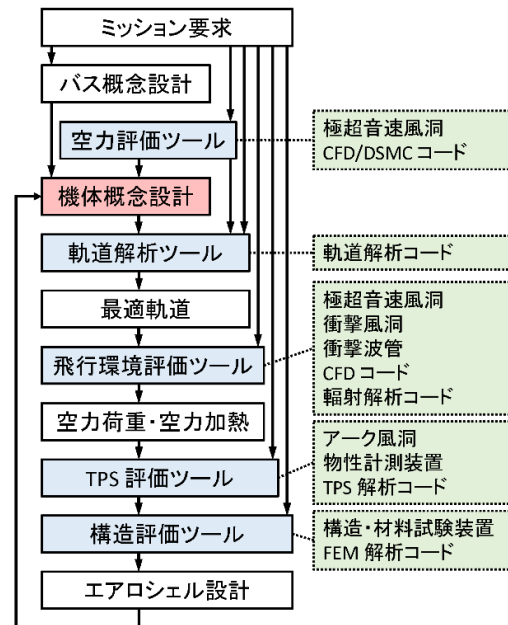 ミッション要求
バス概念設計
空力評価ツール
極超音速風洞
CFD/DSMC コード
機体概念設計
軌道解析ツール
軌道解析コード
最適軌道
飛行環境評価ツール
極超音速風洞
衝撃風洞
衝撃波管
CFD コード
輻射解析コード
空力荷重・空力加熱
TPS 評価ツール
アーク風洞
物性計測装置
TPS 解析コード
構造評価ツール
構造・材料試験装置
FEM 解析コード
エアロシェル設計